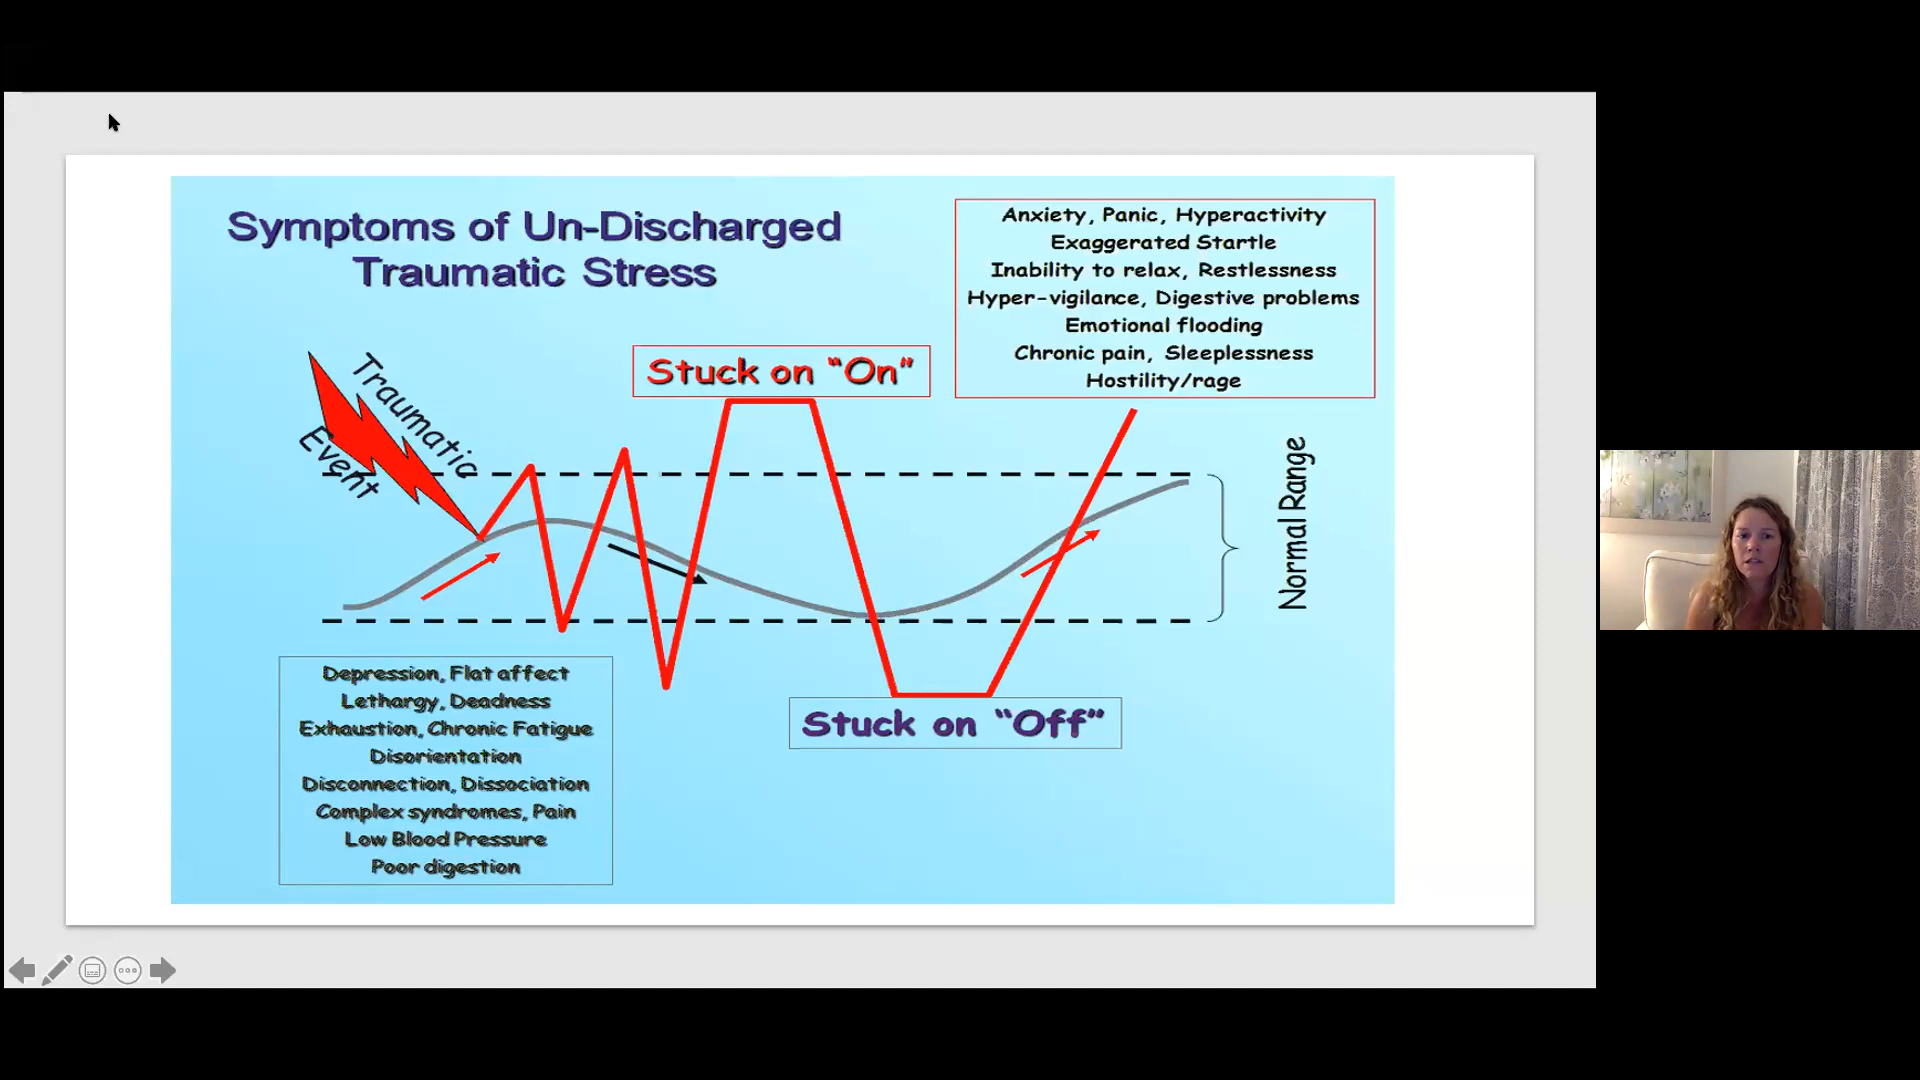 Symptoms of Un-Discharged
Traumatic Stress
Anxiety, Panic, Hyperactivity
Exaggerated Startle
Inability to relax, Restlessness
Hyper-vigilance, Digestive problems
Emotional flooding
Chronic pain, Sleeplessness
Hostility/rage
Traumatic
Event
Stuck on “On”
Normal Range
Stuck on “Off”
Depression, Flat affect
Lethargy, Deadness
Exhaustion, Chronic Fatigue
Disorientation
Disconnection, Dissociation
Complex syndromes, Pain
Low Blood Pressure
Poor digestion